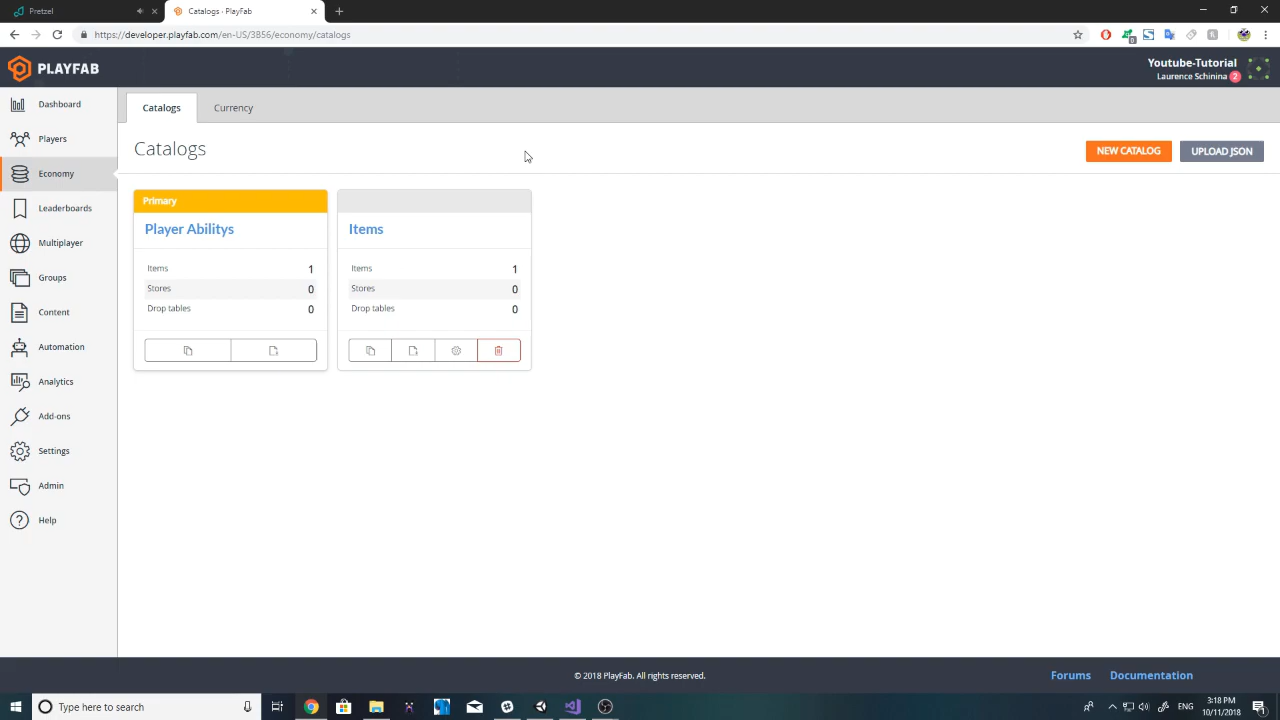 Pretzel
Catalogs - PlayFab
https://developer.playfab.com/en-US/3B56/economy/catalogs
PLAYFAB
Youtube-Tutorial
Laurence Schinina 2
Dashboard
Players
Economy
Leaderboards
Multiplayer
Groups
Content
Automation
Analytics
Add-ons
Settings
Admin
Help
Catalogs
Currency
Catalogs
NEW CATALOG
UPLOAD JSON
Primary
Player Abilitys
Items 1
Stores 0
Drop tables 0
Items
Items 1
Stores 0
Drop tables 0
© 2018 PlayFab. All rights reserved.
Forums
Documentation
Type here to search
ENG
3:18 PM
10/11/2018